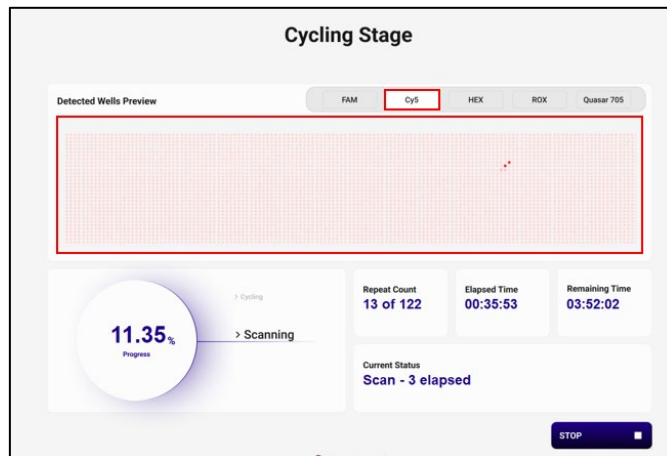 Cycling Stage
Detected Wells Preview
FAM
Cy5
HEX
ROX
Quasar 705
> Cycling
> Scanning
11.35%
Progress
Repeat Count
13 of 122
Elapsed Time
00:35:53
Remaining Time
03:52:02
Current Status
Scan - 3 elapsed
STOP